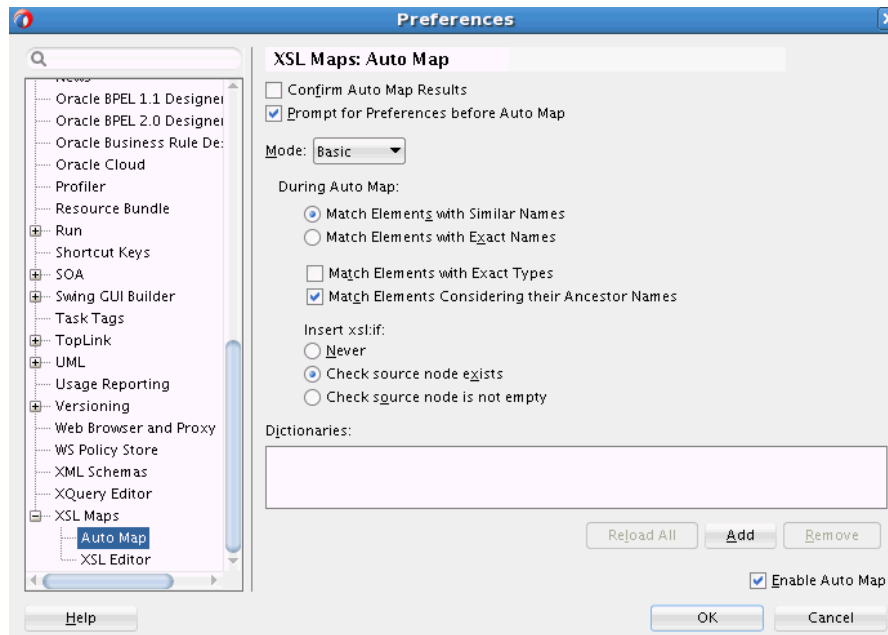 Preferences
XSL Maps: Auto Map
Oracle BPEL 1.1 Designer
Oracle BPEL 2.0 Designer
Oracle Business Rule De:
Oracle Cloud
Profiler
Resource Bundle
Run
Shortcut Keys
SOA
Swing GUI Builder
Task Tags
TopLink
UML
Usage Reporting
Versioning
Web Browser and Proxy
WS Policy Store
XML Schemas
XQuery Editor
XSL Maps
Auto Map
XSL Editor
Confirm Auto Map Results
Prompt for Preferences before Auto Map
Mode: Basic
During Auto Map:
Match Elements with Similar Names
Match Elements with Exact Names
Match Elements with Exact Types
Match Elements Considering their Ancestor Names
Insert xsl:if:
Never
Check source node exists
Check source node is not empty
Dictionaries:
Reload All
Add
Remove
Enable Auto Map
Help
OK
Cancel